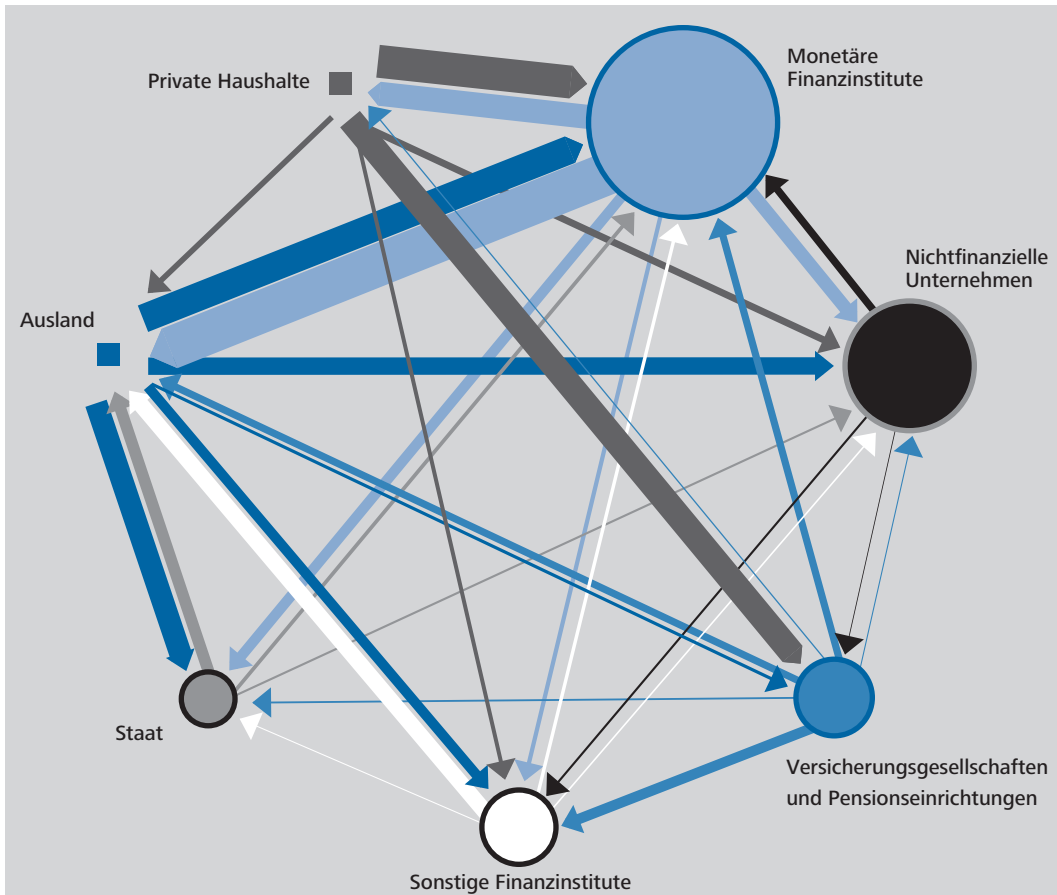 Monetäre
Finanzinstitute
Private Haushalte
Nichtfinanzielle
Unternehmen
Ausland
Staat
Versicherungsgesellschaften
und Pensionseinrichtungen
Sonstige Finanzinstitute